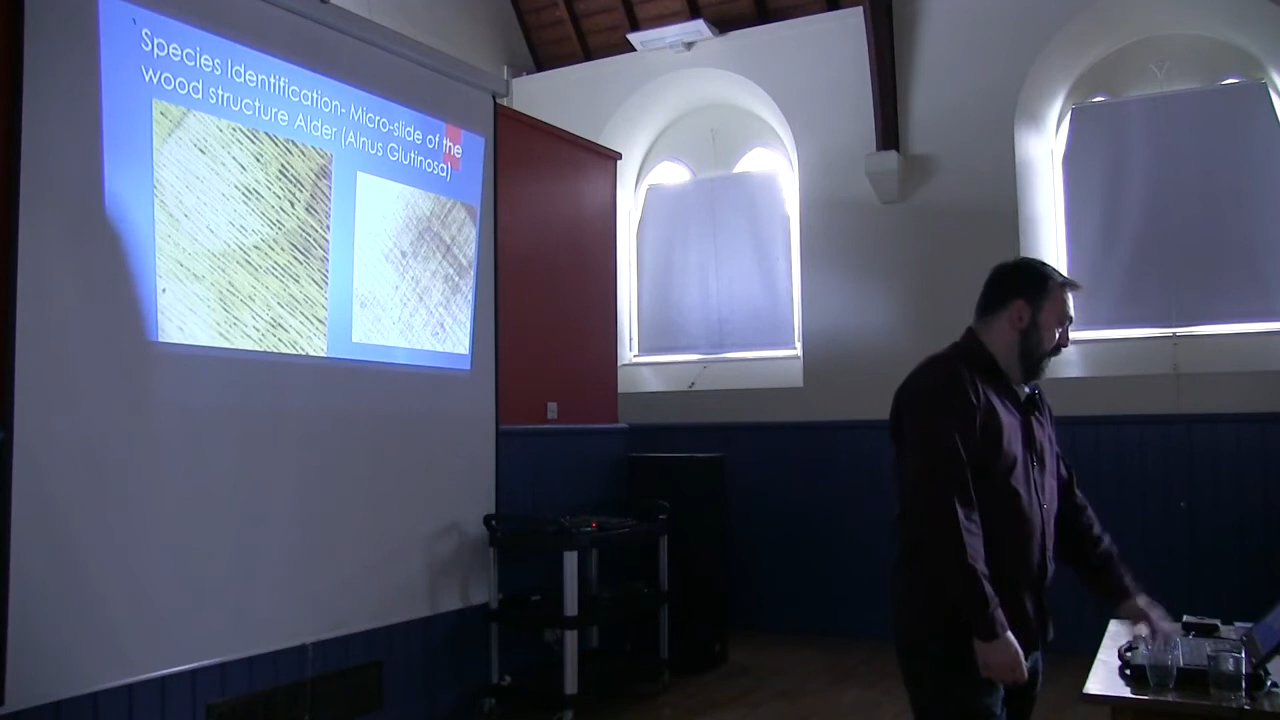 Species Identification- Micro-slide of the
wood structure Alder (Alnus Glutinosa)